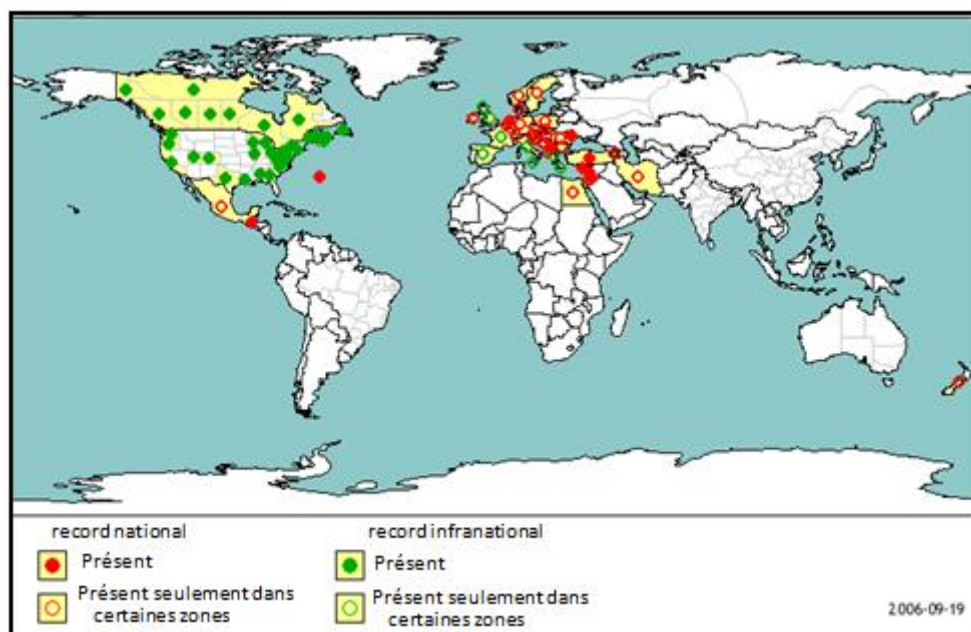 record national
Présent
Présent seulement dans
certaines zones
record infranational
Présent
Présent seulement dans
certaines zones
2006-09-19